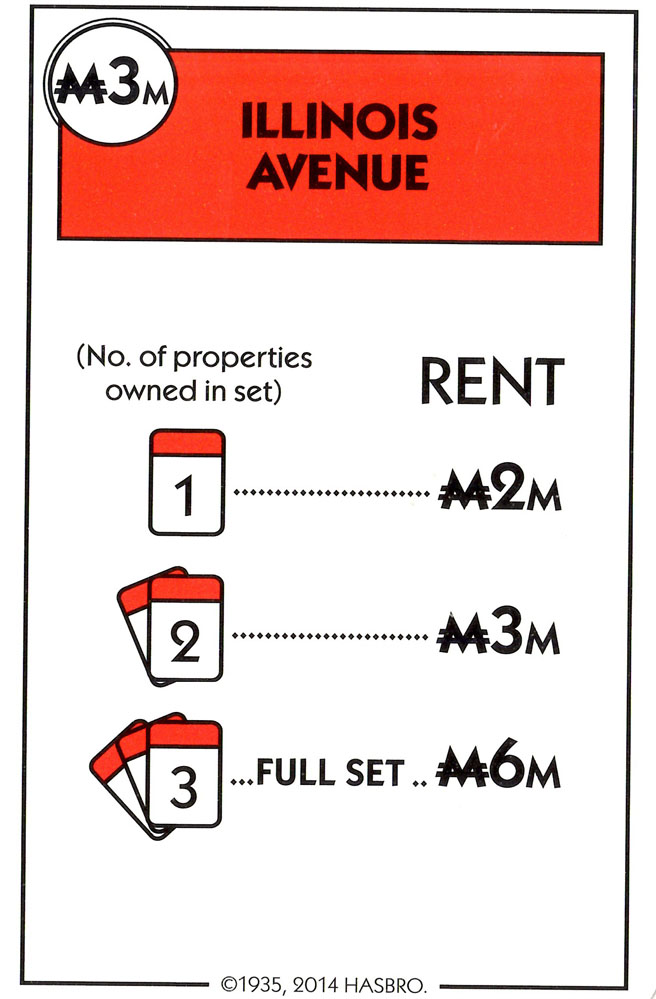 ₩3M
ILLINOIS
AVENUE
(No. of properties
owned in set)
RENT
1 ₩2M
2 ₩3M
3 ...FULL SET.. ₩6M
©1935, 2014 HASBRO.